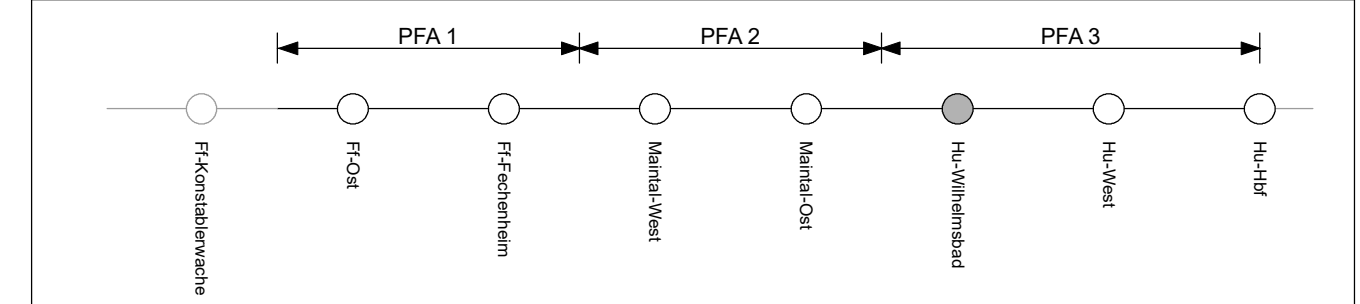 PFA 1
PFA 2
PFA 3
Ff-Konstablerwache
Ff-Ost
Ff-Fechenheim
Maintal-West
Maintal-Ost
Hu-Wilhelmsbad
Hu-West
Hu-Hbf